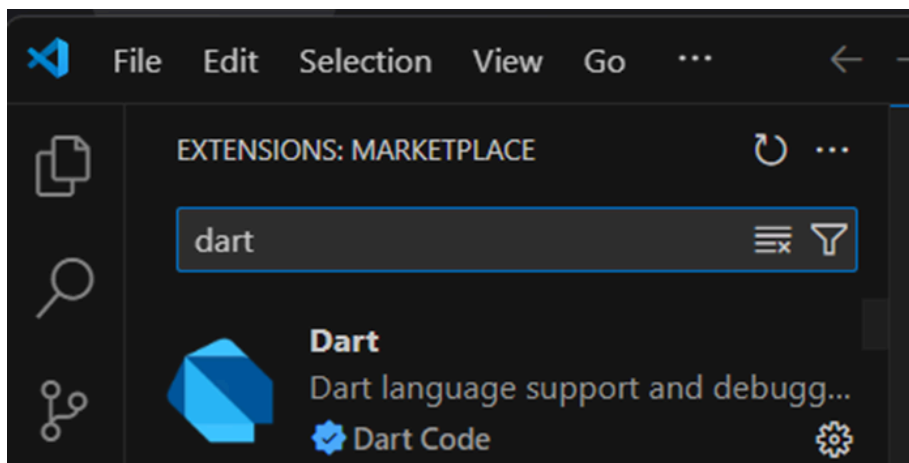 File Edit Selection View Go ···
EXTENSIONS: MARKETPLACE
dart
Dart
Dart language support and debugg...
Dart Code